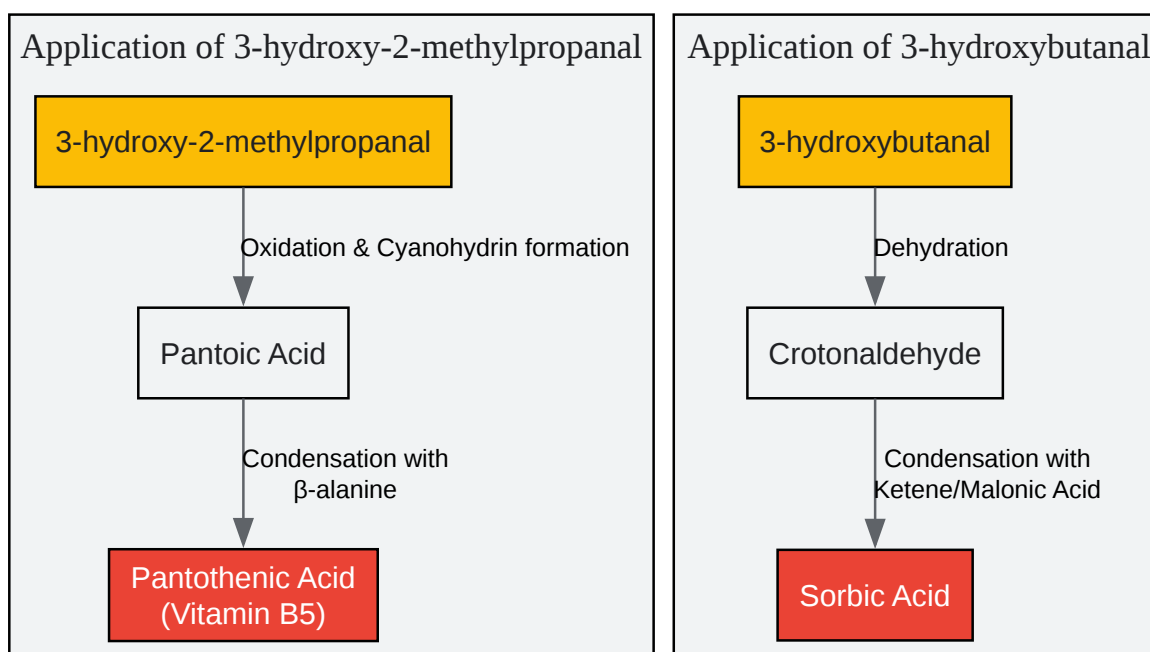 Application of 3-hydroxy-2-methylpropanal
3-hydroxy-2-methylpropanal
Oxidation & Cyanohydrin formation
Pantoic Acid
Condensation with
β-alanine
Pantothenic Acid
(Vitamin B5)
Application of 3-hydroxybutanal
3-hydroxybutanal
Dehydration
Crotonaldehyde
Condensation with
Ketene/Malonic Acid
Sorbic Acid